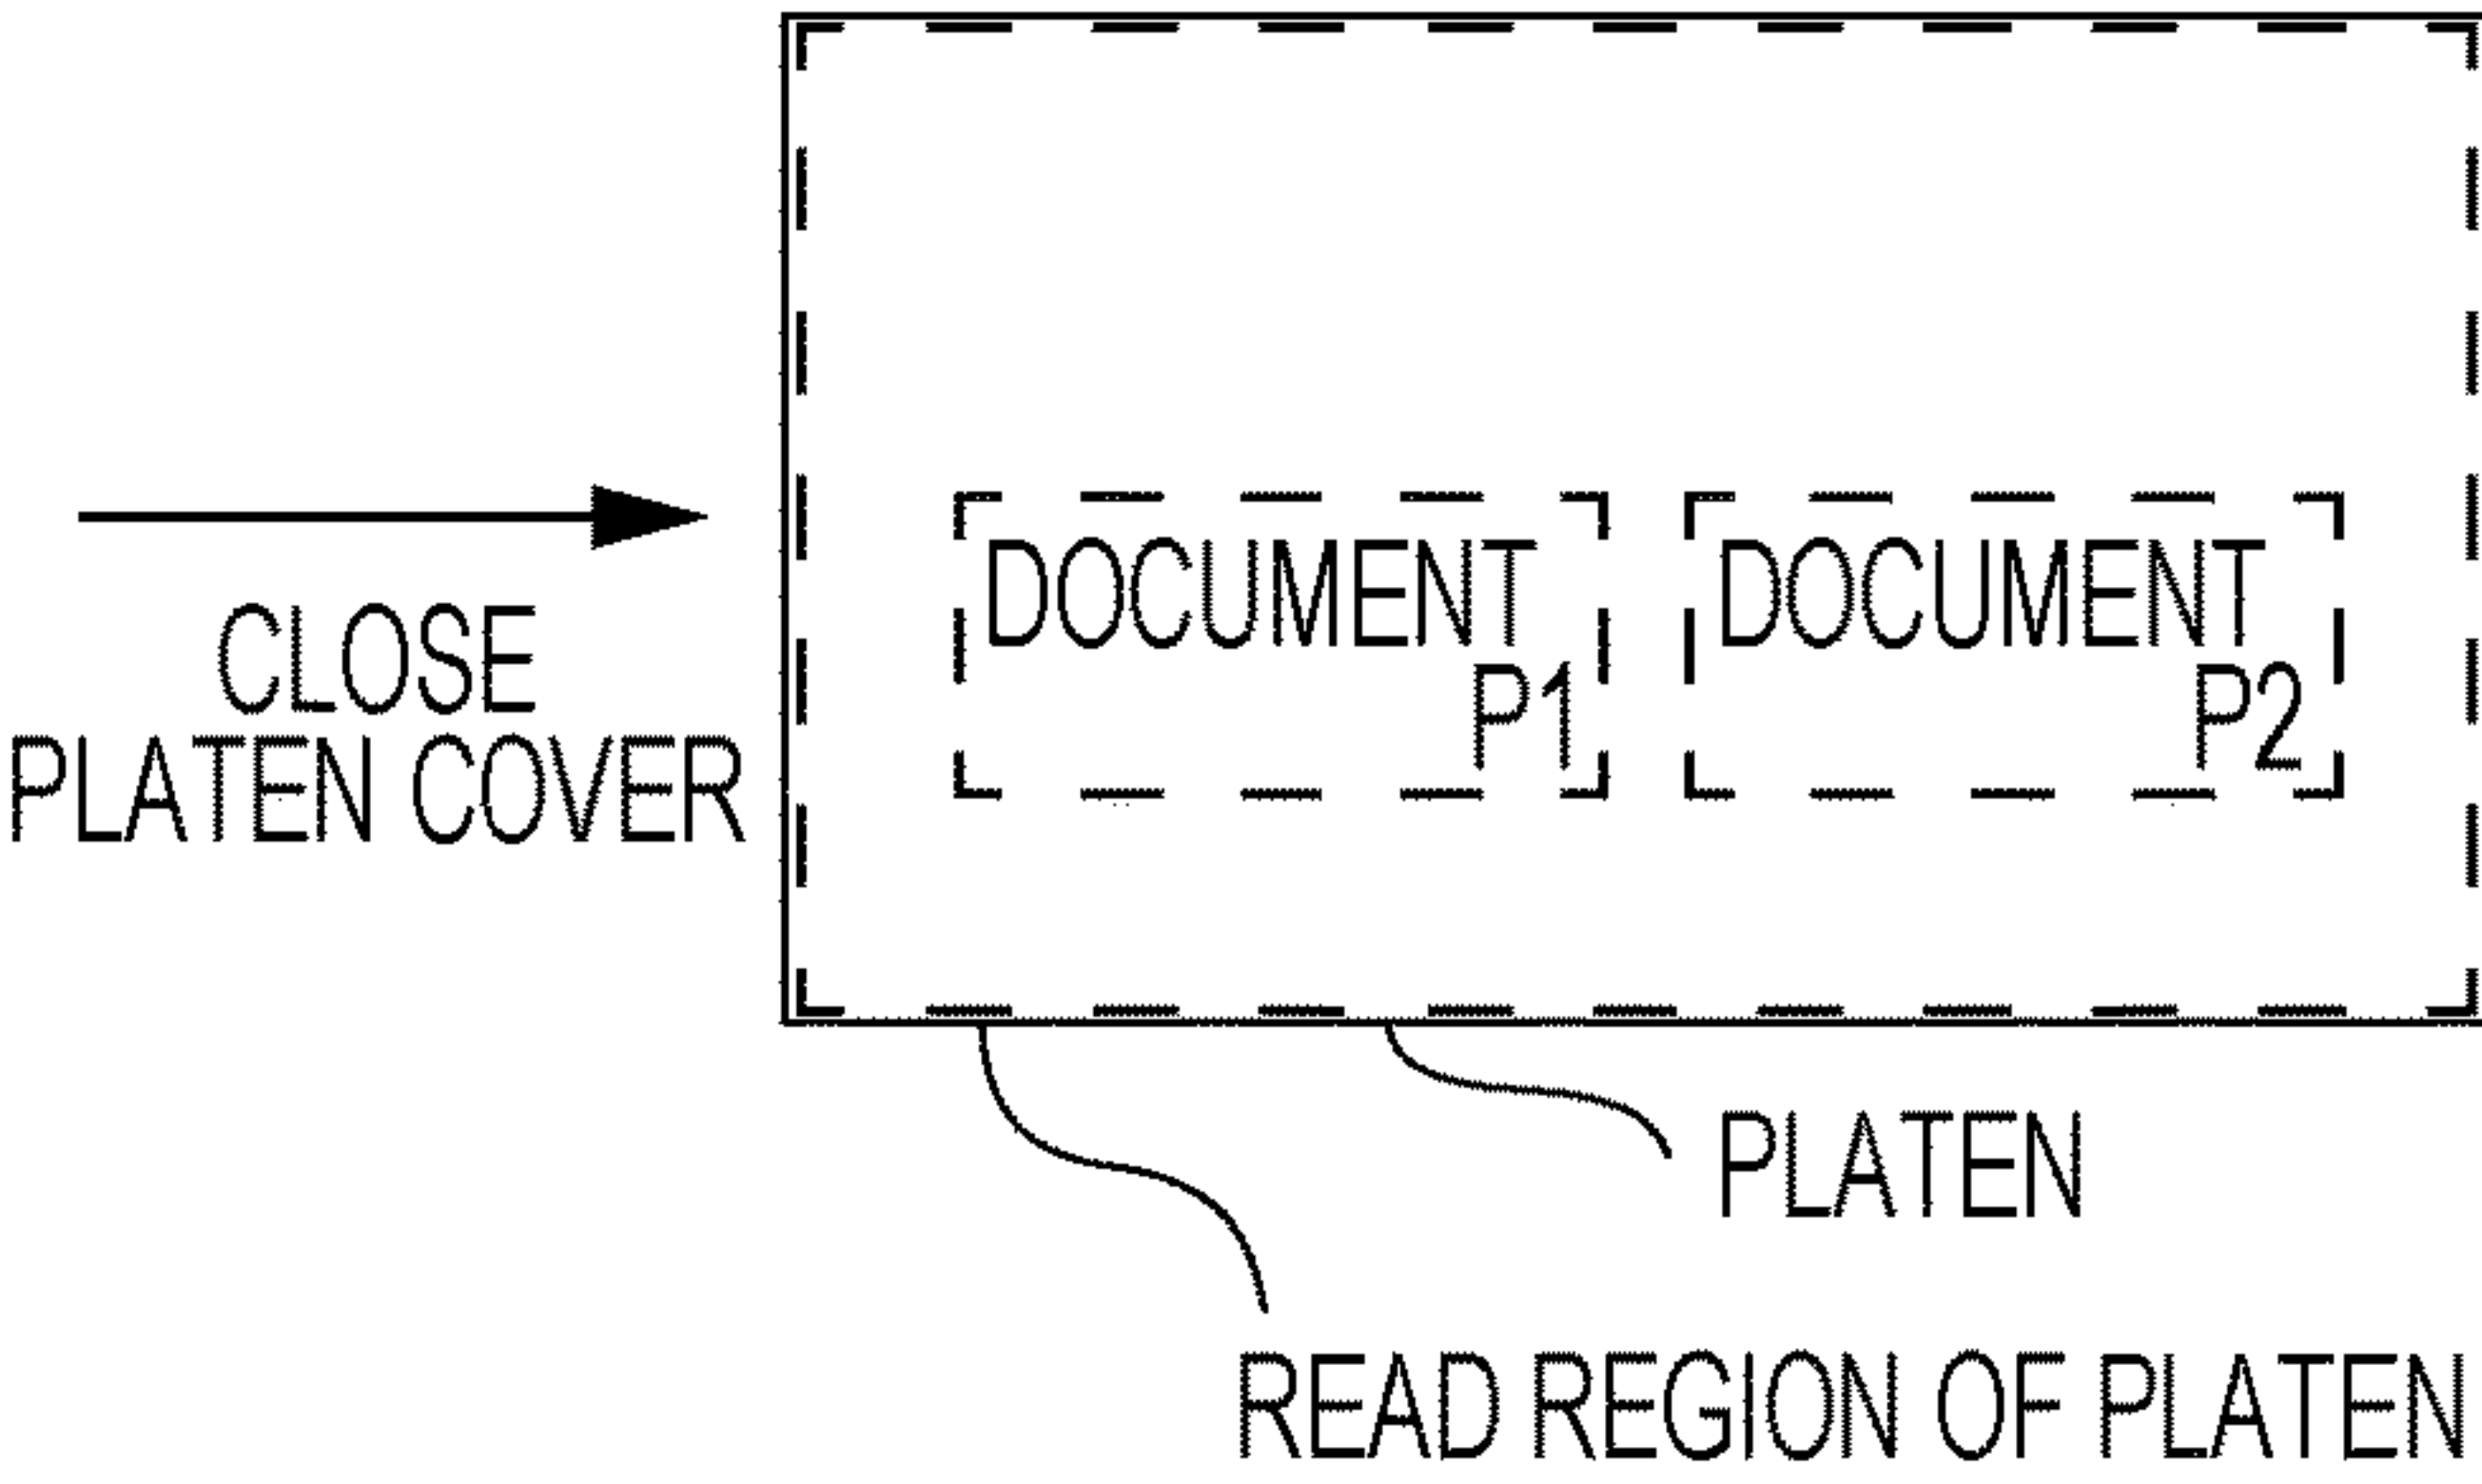 DOCUMENT
P1
DOCUMENT
P2
CLOSE
PLATEN COVER
PLATEN
READ REGION OF PLATEN